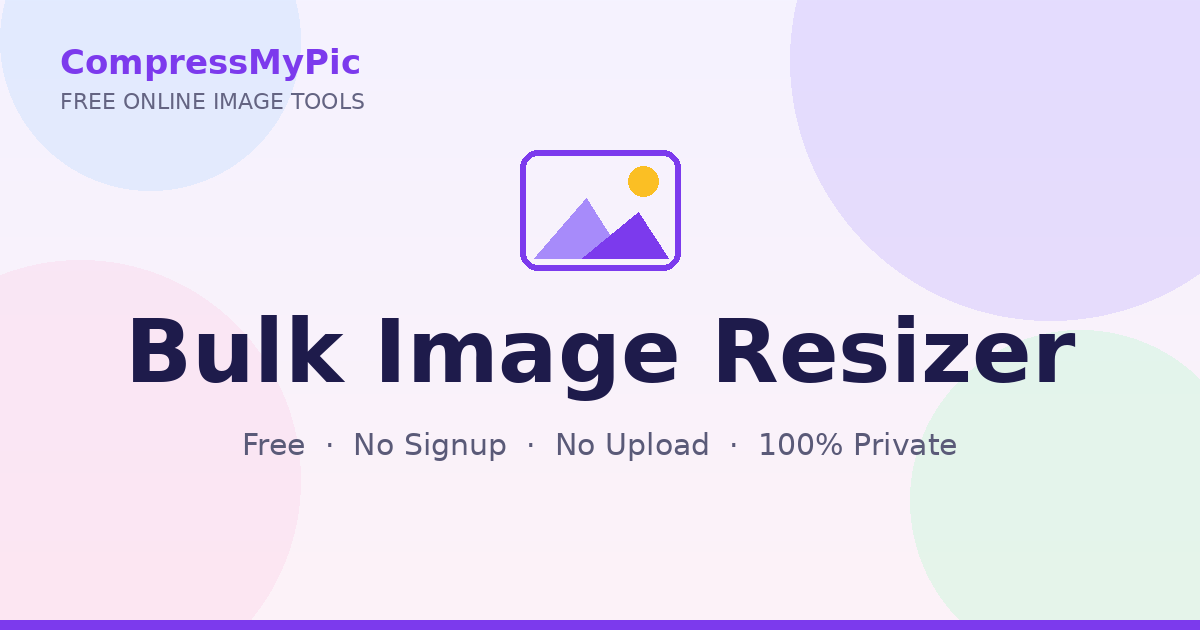 CompressMyPic
FREE ONLINE IMAGE TOOLS
Bulk Image Resizer
Free · No Signup · No Upload · 100% Private